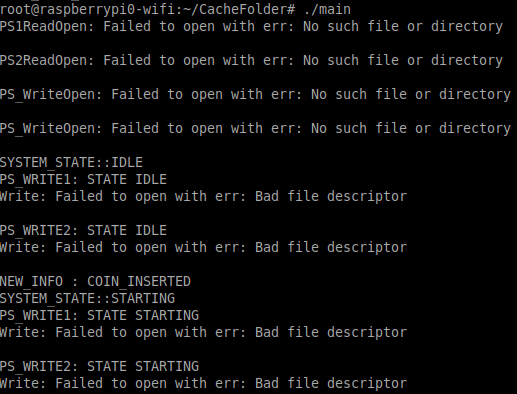 root@raspberrypi0-wifi:~/CacheFolder# ./main
PS1ReadOpen: Failed to open with err: No such file or directory
PS2ReadOpen: Failed to open with err: No such file or directory
PS_WriteOpen: Failed to open with err: No such file or directory
PS_WriteOpen: Failed to open with err: No such file or directory
SYSTEM_STATE::IDLE
PS_WRITE1: STATE IDLE
Write: Failed to open with err: Bad file descriptor
PS_WRITE2: STATE IDLE
Write: Failed to open with err: Bad file descriptor
NEW_INFO : COIN_INSERTED
SYSTEM_STATE::STARTING
PS_WRITE1: STATE STARTING
Write: Failed to open with err: Bad file descriptor
PS_WRITE2: STATE STARTING
Write: Failed to open with err: Bad file descriptor